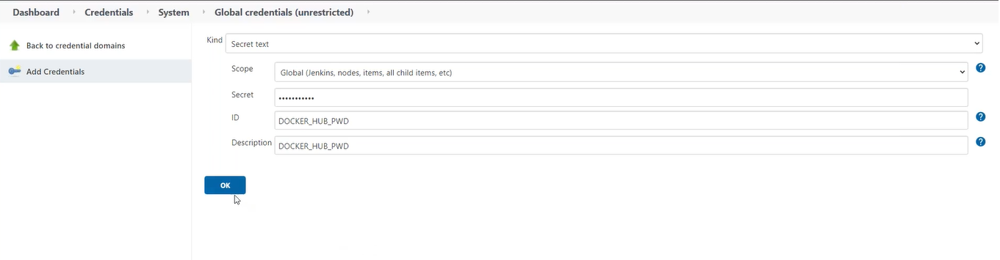 Dashboard Credentials System Global credentials (unrestricted)
Back to credential domains
Add Credentials
Kind Secret text
Scope Global (Jenkins, nodes, items, all child items, etc) ?
Secret •••••••••••
ID DOCKER_HUB_PWD ?
Description DOCKER_HUB_PWD ?
OK